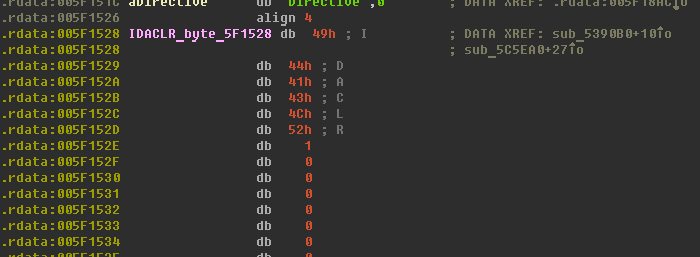 .rdata:005F151C aDirective db 'Directive',0 ; DATA XREF: .rdata:005F18AC↓o
.rdata:005F1526 align 4
.rdata:005F1528 IDACLR_byte_5F1528 db 49h ; I ; DATA XREF: sub_5390B0+10↑o
.rdata:005F1528 ; sub_5C5EA0+27↑o
.rdata:005F1529 db 44h ; D
.rdata:005F152A db 41h ; A
.rdata:005F152B db 43h ; C
.rdata:005F152C db 4Ch ; L
.rdata:005F152D db 52h ; R
.rdata:005F152E db 1
.rdata:005F152F db 0
.rdata:005F1530 db 0
.rdata:005F1531 db 0
.rdata:005F1532 db 0
.rdata:005F1533 db 0
.rdata:005F1534 db 0